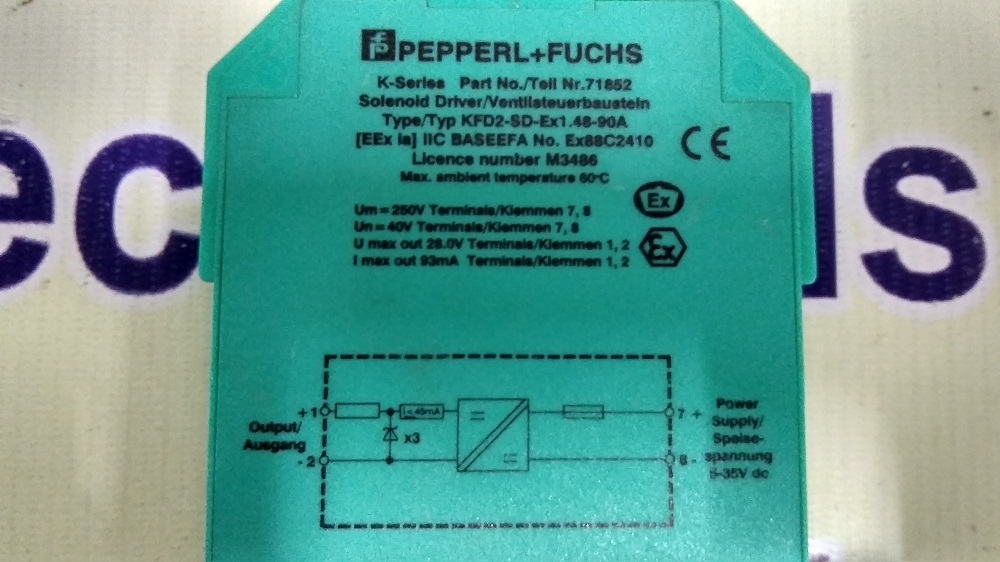 PEPPERL+FUCHS
K-Series Part No./Teil Nr.71852
Solenoid Driver/Ventilsteuerbaustein
Type/Typ KFD2-SD-Ex1.48-90A
[EEx ia] IIC BASEEFA No. Ex88C2410
Licence number M3486
Max. ambient temperature 60°C
CE
Um=250V Terminals/Klemmen 7, 8
Un=40V Terminals/Klemmen 7, 8
U max out 28.0V Terminals/Klemmen 1, 2
I max out 93mA Terminals/Klemmen 1, 2
Ex
Ex
Output/
Ausgang
+1
-2
I<45mA
x3
7 +
8 -
Power
Supply/
Speise-
spannung
-35V dc
ec
ds